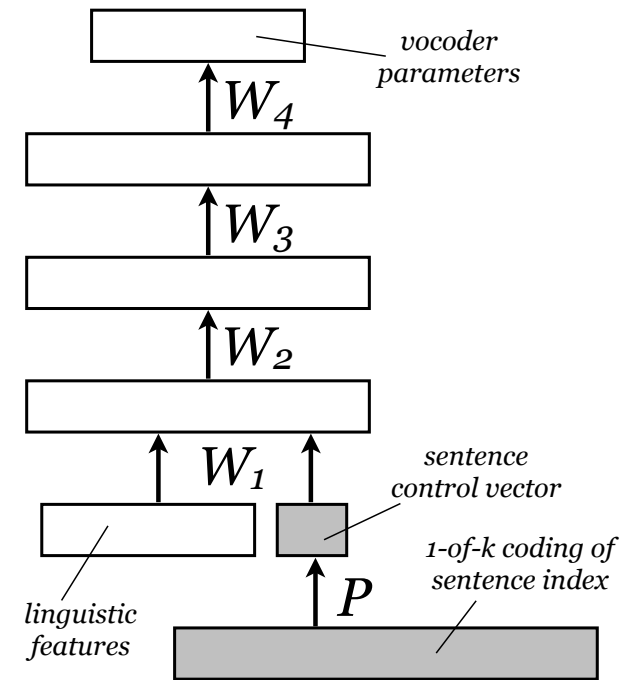 vocoder
parameters
W4
W3
W2
W1
sentence
control vector
1-of-k coding of
sentence index
P
linguistic
features